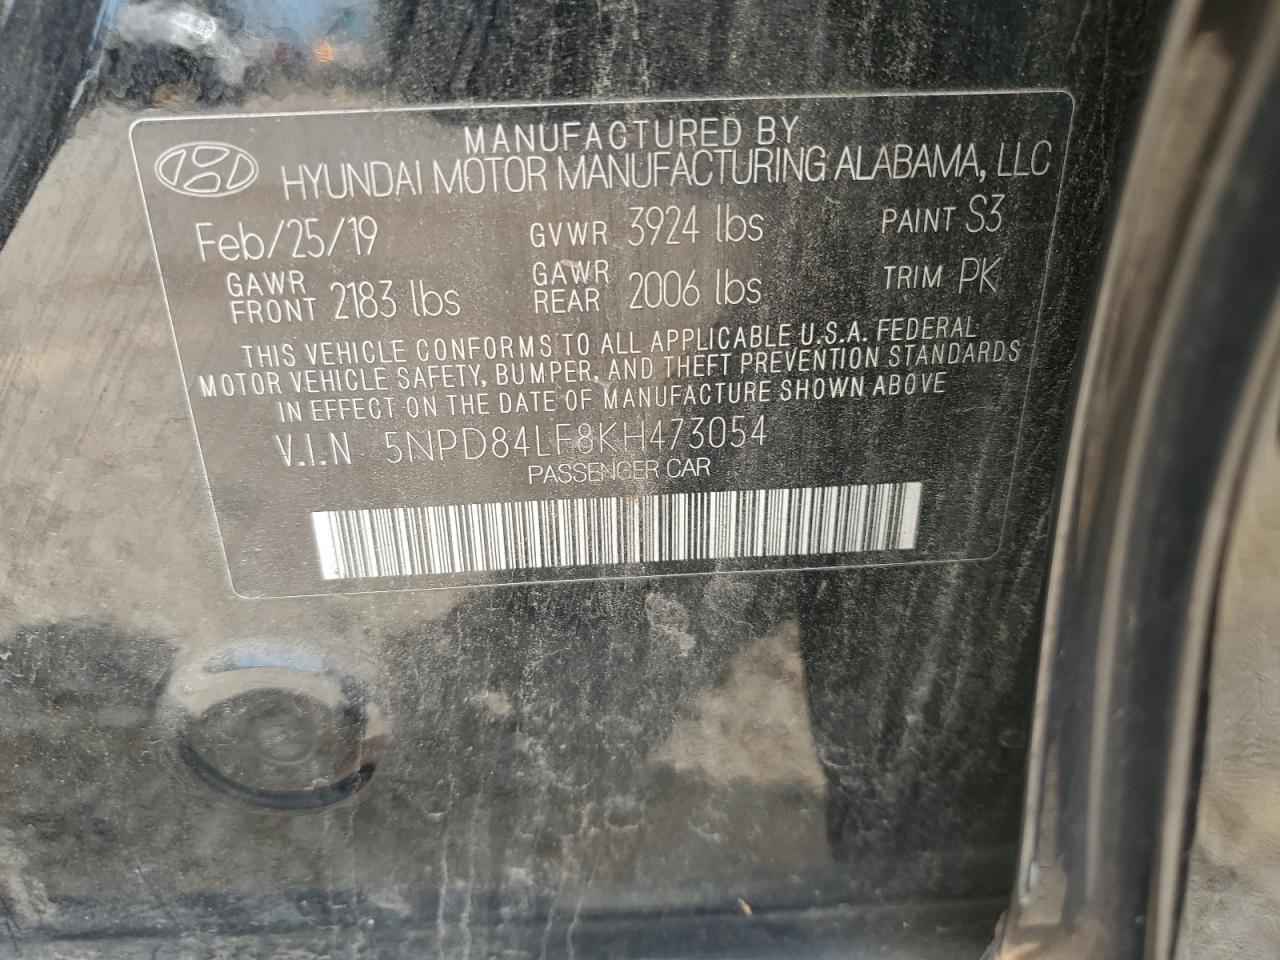 MANUFACTURED BY
HYUNDAI MOTOR MANUFACTURING ALABAMA, LLC
Feb/25/19 GVWR 3924 lbs PAINT S3
GAWR FRONT 2183 lbs GAWR REAR 2006 lbs TRIM PK
THIS VEHICLE CONFORMS TO ALL APPLICABLE U.S.A. FEDERAL
MOTOR VEHICLE SAFETY, BUMPER, AND THEFT PREVENTION STANDARDS
IN EFFECT ON THE DATE OF MANUFACTURE SHOWN ABOVE
V.I.N 5NPD84LF8KH473054
PASSENGER CAR